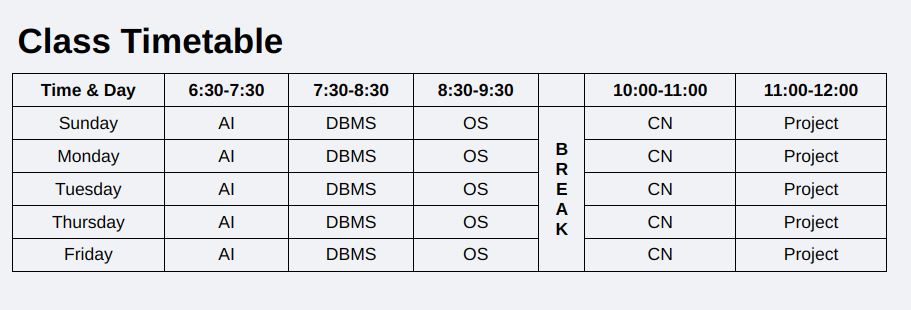 Class Timetable
Time & Day 6:30-7:30 7:30-8:30 8:30-9:30 10:00-11:00 11:00-12:00
Sunday AI DBMS OS CN Project
Monday AI DBMS OS CN Project
Tuesday AI DBMS OS CN Project
Thursday AI DBMS OS CN Project
Friday AI DBMS OS CN Project
B
R
E
A
K